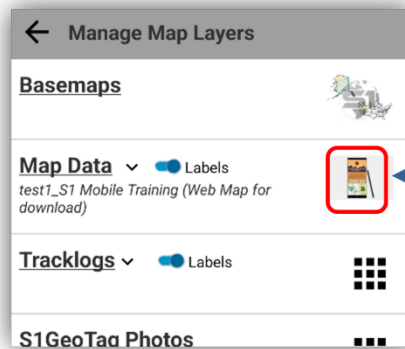 Manage Map Layers
Basemaps
Map Data Labels
test1_S1 Mobile Training (Web Map for
download)
Tracklogs Labels
S1GeoTag Photos